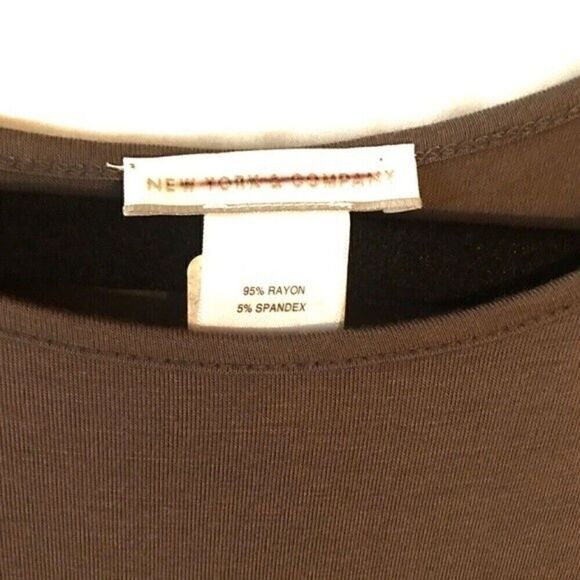 NEW YORK & COMPANY
95% RAYON
5% SPANDEX